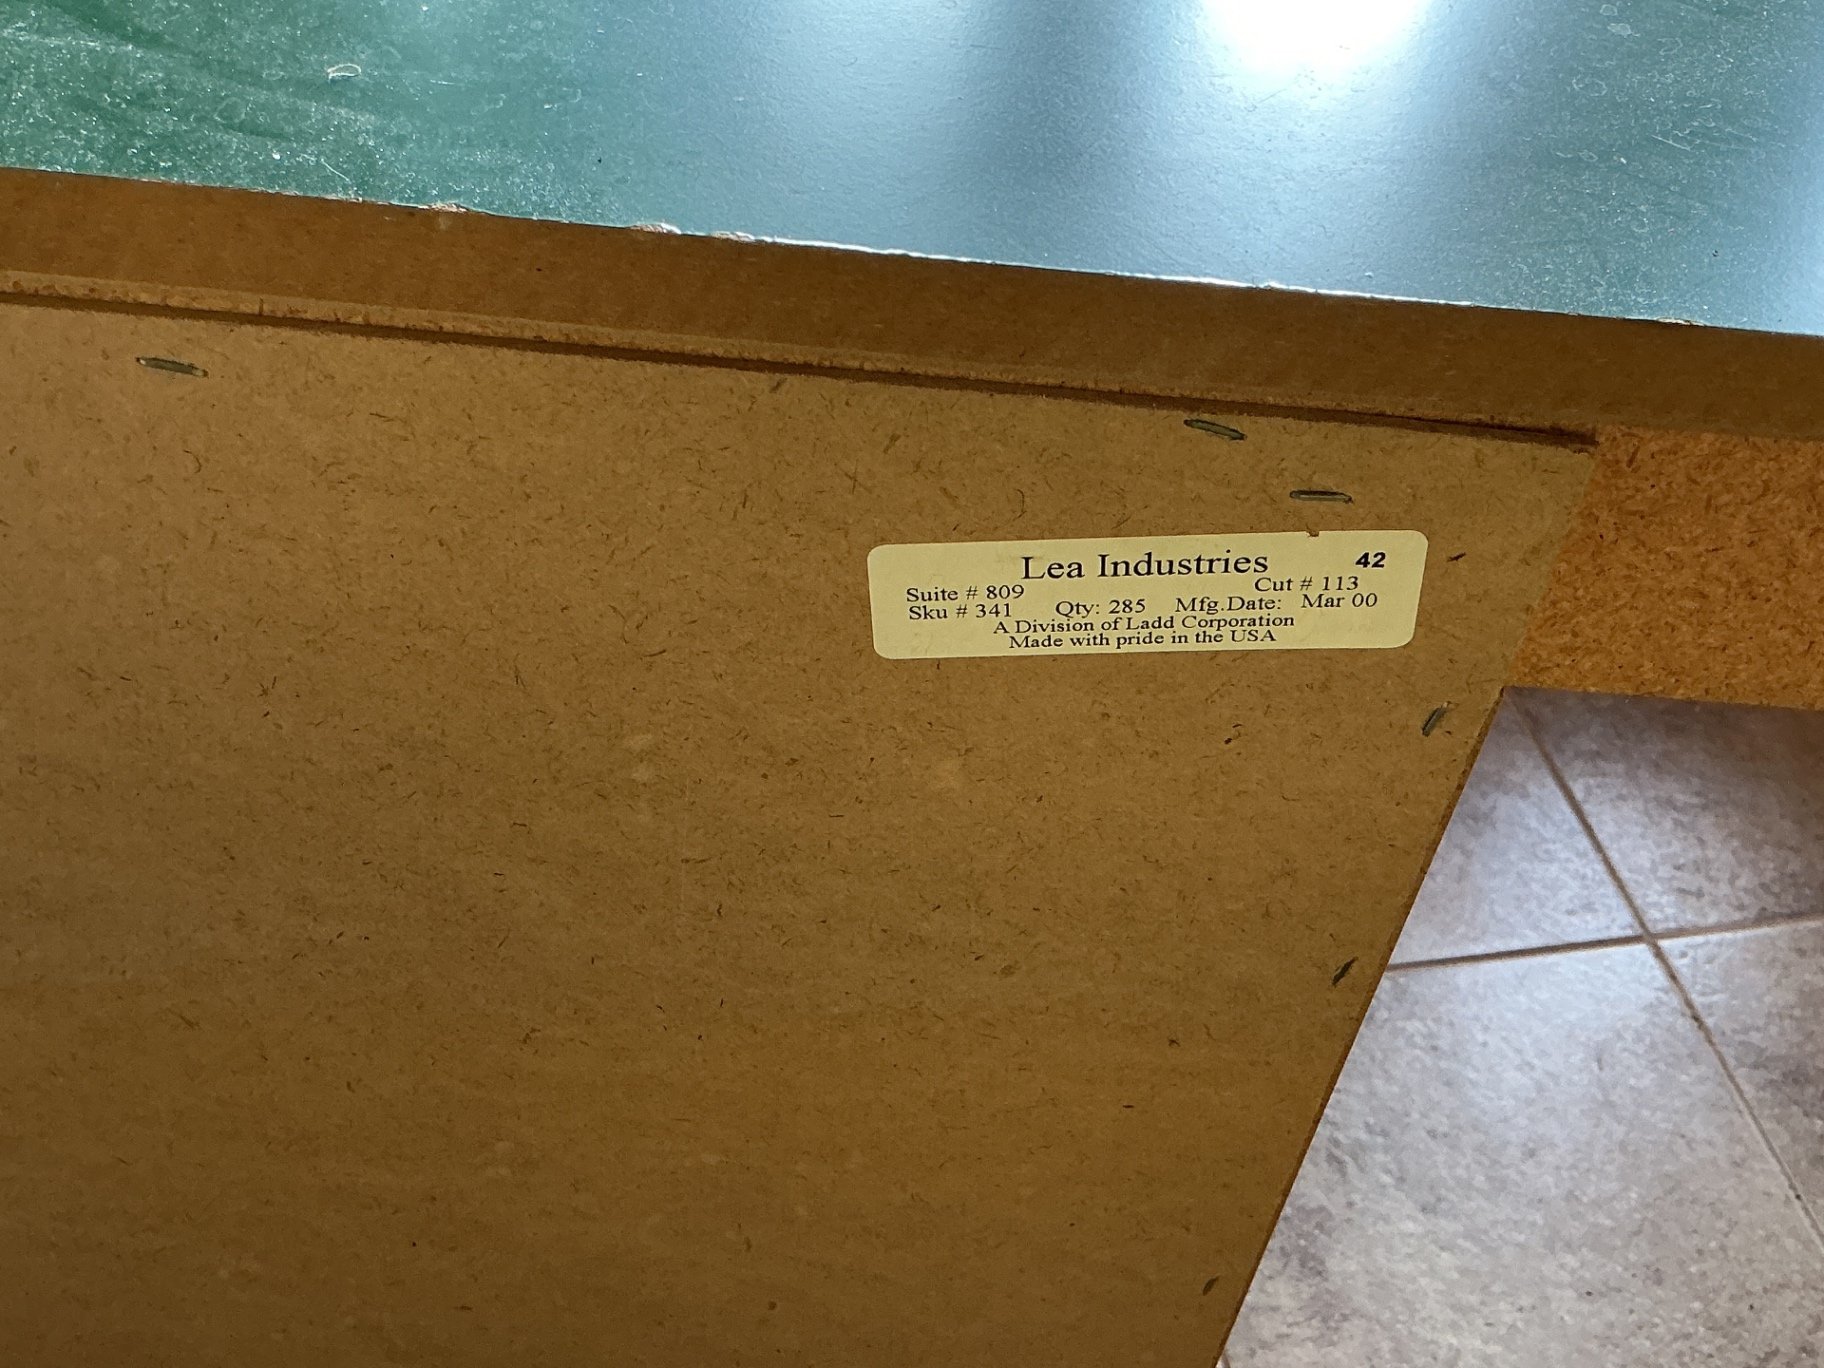 Lea Industries 42
Suite # 809 Cut # 113
Sku # 341 Qty: 285 Mfg.Date: Mar 00
A Division of Ladd Corporation
Made with pride in the USA